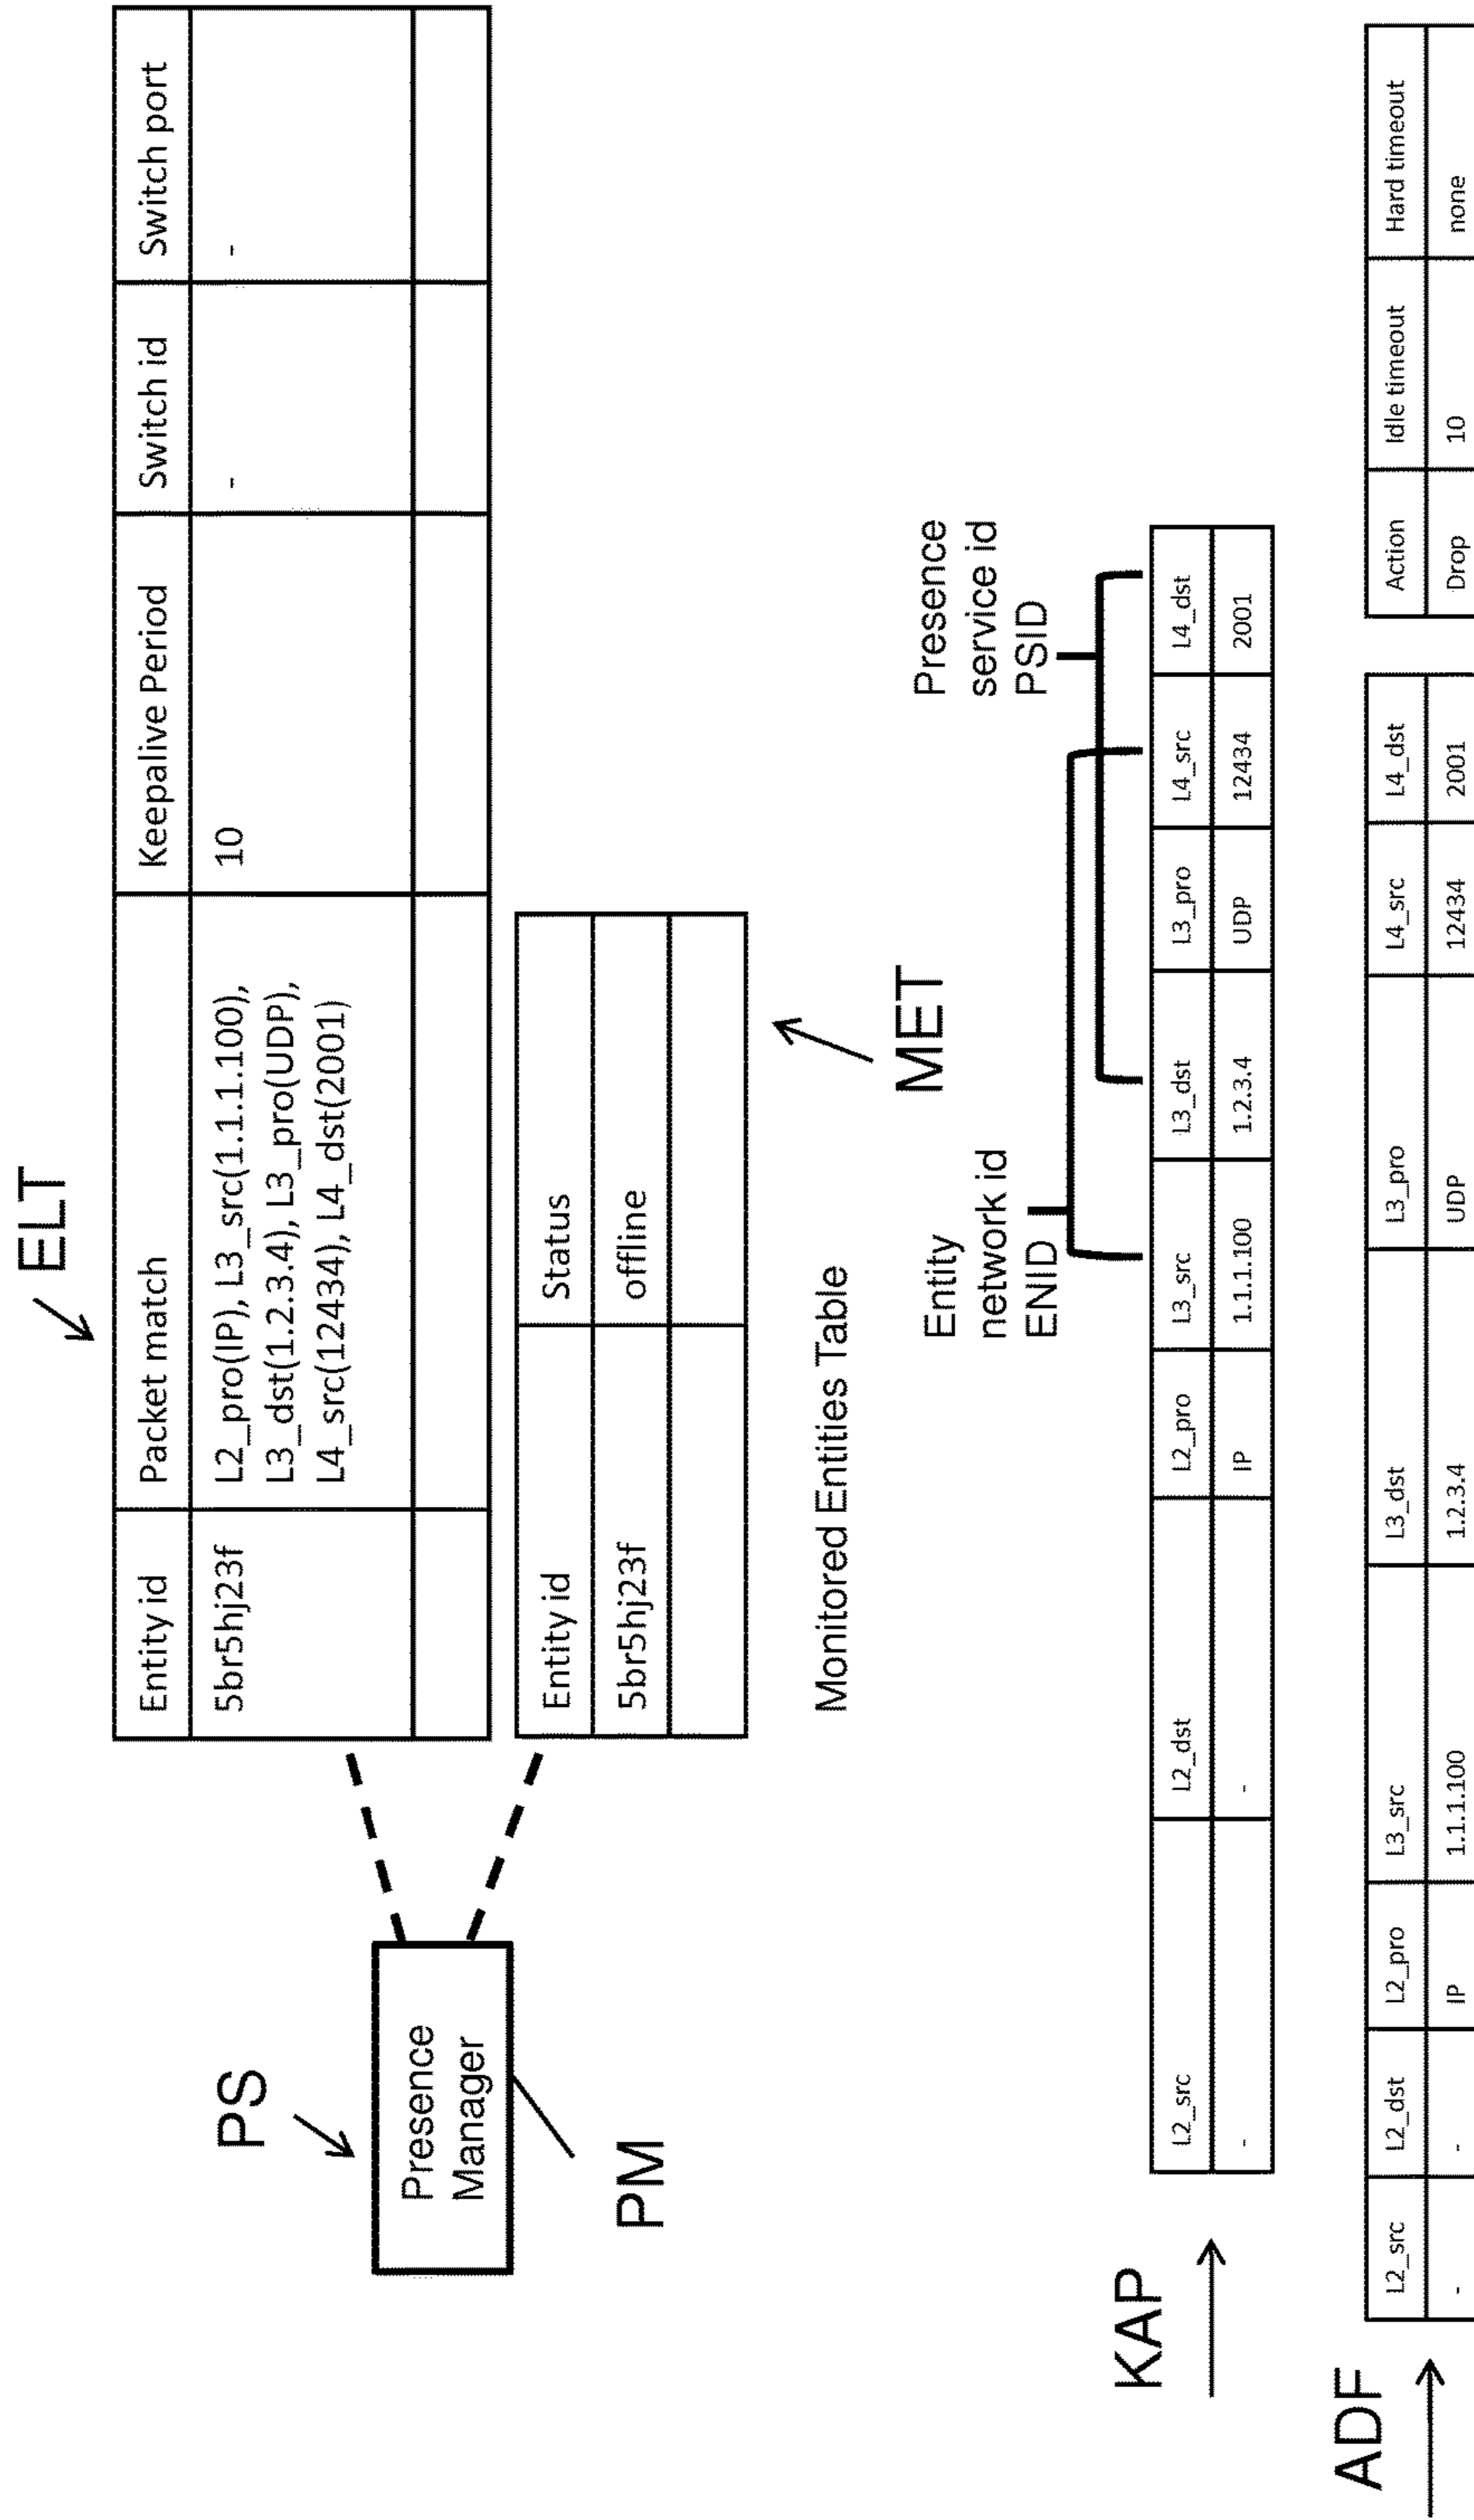 ELT
Entity id Packet match Keepalive Period Switch id Switch port
5br5hj23f L2_pro(IP), L3_src(1.1.1.100), 10 - -
L3_dst(1.2.3.4), L3_pro(UDP),
L4_src(12434), L4_dst(2001)
PS
Presence
Manager
PM
Entity id Status
5br5hj23f offline
Monitored Entities Table
MET
Entity
network id
ENID
Presence
service id
PSID
KAP
L2_src L2_dst L2_pro L3_src L3_dst L3_pro L4_src L4_dst
- - IP 1.1.1.100 1.2.3.4 UDP 12434 2001
ADF
L2_src L2_dst L2_pro L3_src L3_dst L3_pro L4_src L4_dst Action Idle timeout Hard timeout
- - IP 1.1.1.100 1.2.3.4 UDP 12434 2001 Drop 10 none